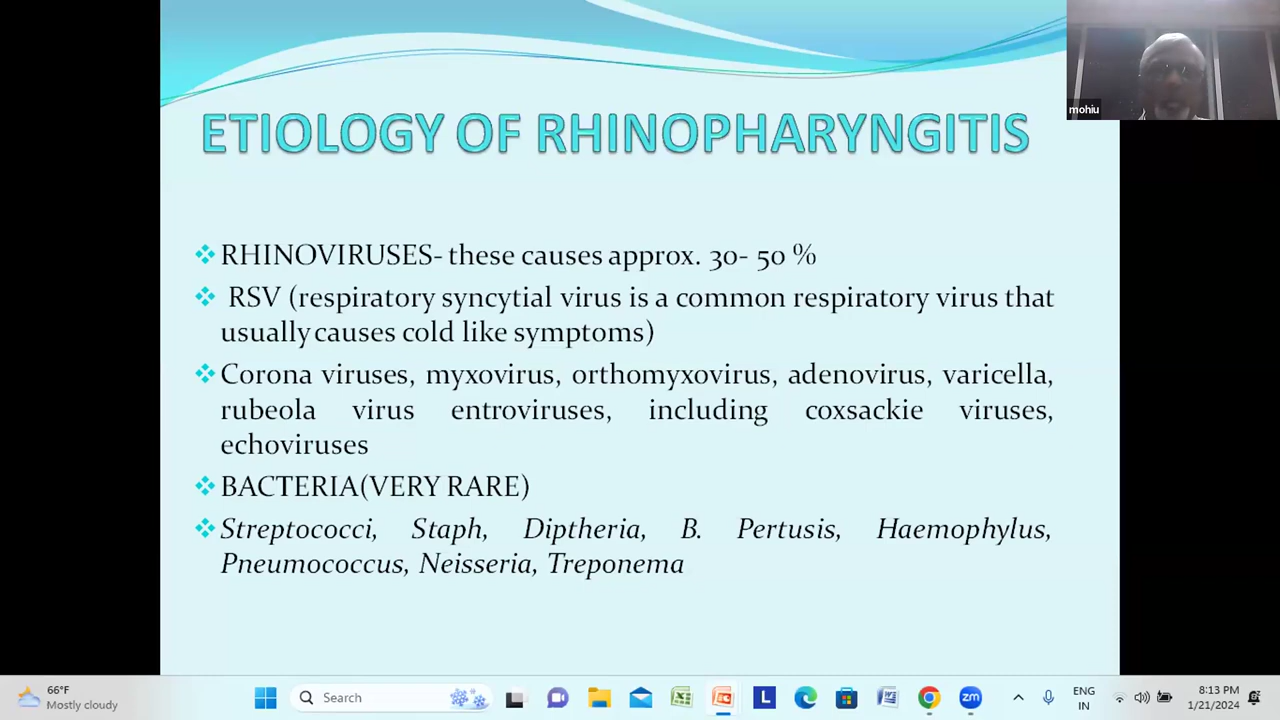 mohiu
ETIOLOGY OF RHINOPHARYNGITIS
RHINOVIRUSES- these causes approx. 30- 50 %
RSV (respiratory syncytial virus is a common respiratory virus that
usually causes cold like symptoms)
Corona viruses, myxovirus, orthomyxovirus, adenovirus, varicella,
rubeola virus entroviruses, including coxsackie viruses,
echoviruses
BACTERIA(VERY RARE)
Streptococci, Staph, Diptheria, B. Pertusis, Haemophylus,
Pneumococcus, Neisseria, Treponema
66°F
Mostly cloudy
Search
L
W
zm
ENG
IN
8:13 PM
1/21/2024